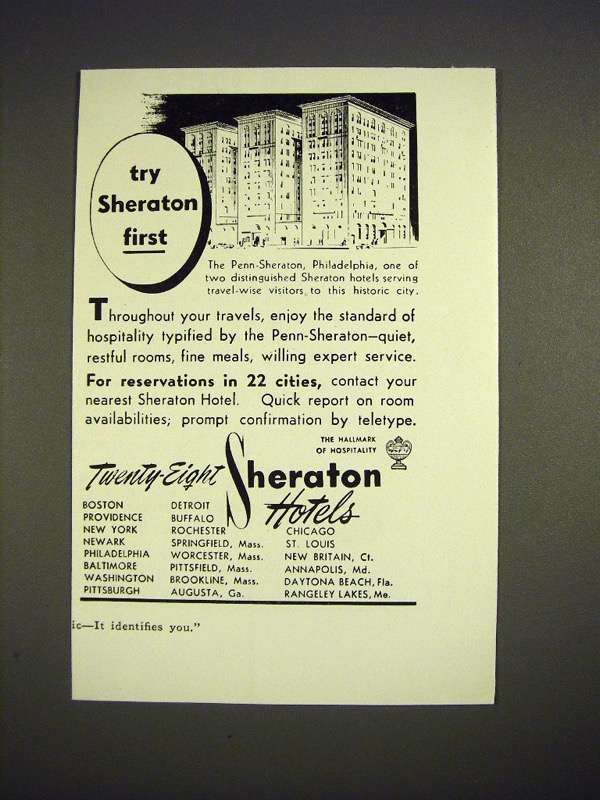 try
Sheraton
first
The Penn-Sheraton, Philadelphia, one of
two distinguished Sheraton hotels serving
travel-wise visitors to this historic city.
Throughout your travels, enjoy the standard of
hospitality typified by the Penn-Sheraton—quiet,
restful rooms, fine meals, willing expert service.
For reservations in 22 cities, contact your
nearest Sheraton Hotel. Quick report on room
availabilities; prompt confirmation by teletype.
THE HALLMARK
OF HOSPITALITY
Twenty-Eight Sheraton
Hotels
BOSTON
PROVIDENCE
NEW YORK
NEWARK
PHILADELPHIA
BALTIMORE
WASHINGTON
PITTSBURGH
DETROIT
BUFFALO
ROCHESTER
SPRINGFIELD, Mass.
WORCESTER, Mass.
PITTSFIELD, Mass.
BROOKLINE, Mass.
AUGUSTA, Ga.
CHICAGO
ST. LOUIS
NEW BRITAIN, Ct.
ANNAPOLIS, Md.
DAYTONA BEACH, Fla.
RANGELEY LAKES, Me.
ic—It identifies you."